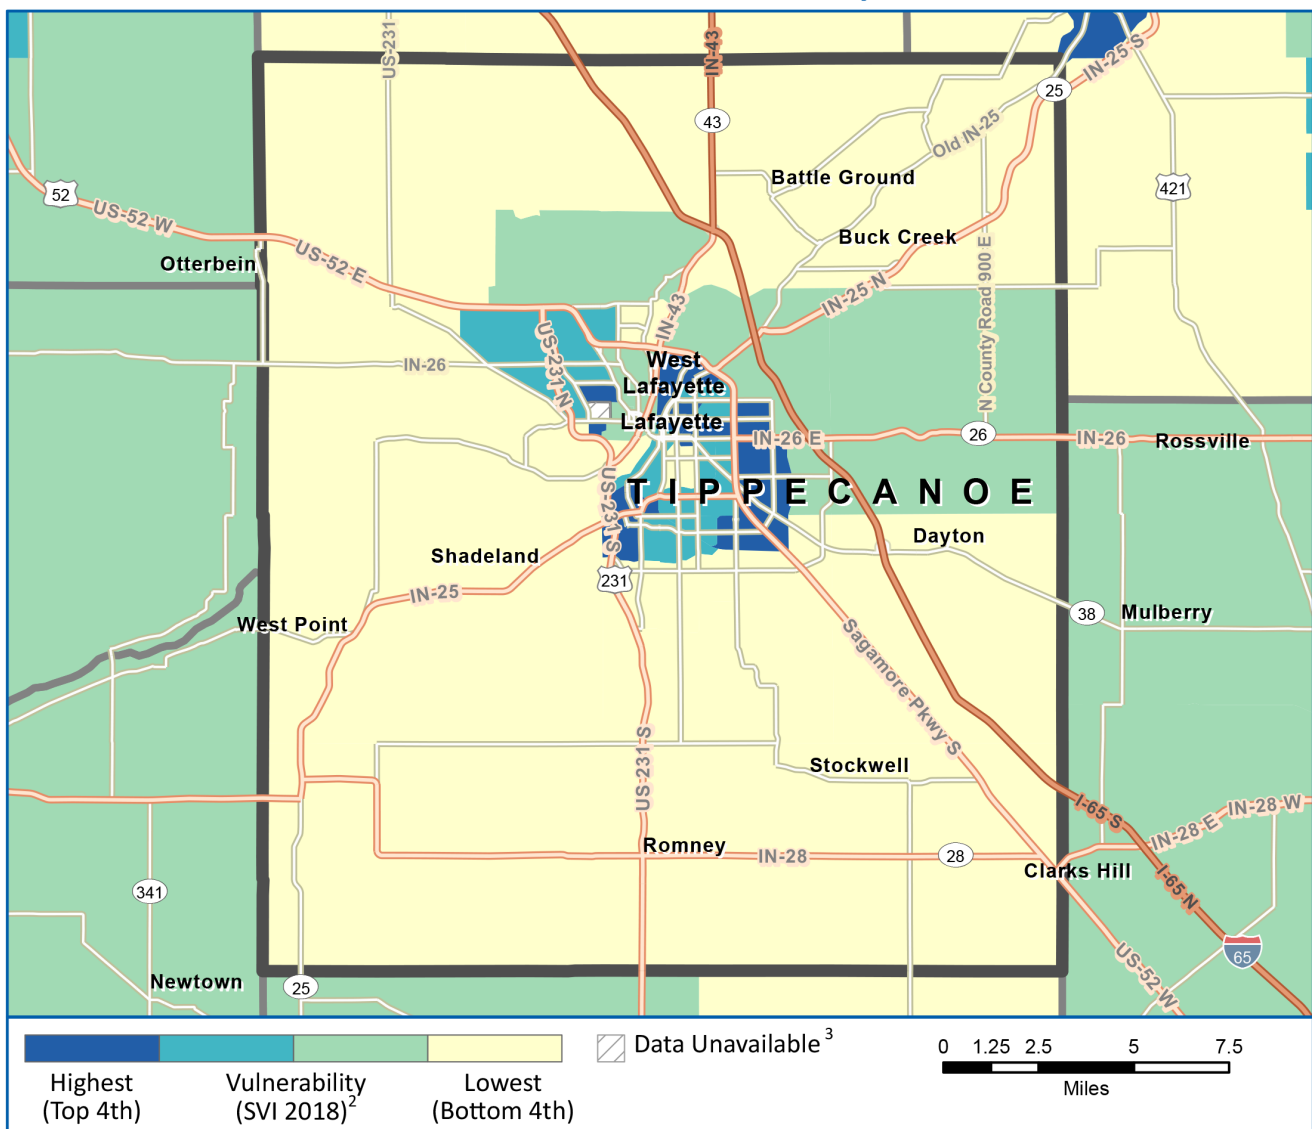 US-231
IN-43
IN-25 S
25
43
Old IN-25
Battle Ground
52
421
US-52 W
Buck Creek
US-52 E
Otterbein
N County Road 900 E
IN-25 N
IN-43
US-231 N
West
Lafayette
IN-26
Lafayette
IN-26 E
26
IN-26
Rossville
US-231 S
TIPPECANOE
Dayton
Shadeland
231
IN-25
38
Mulberry
West Point
Sagamore Pkwy S
US-231 S
Stockwell
I-65 S
IN-28 W
IN-28 E
Romney
IN-28
28
Clarks Hill
341
I-65 N
65
US-52 W
Newtown
25
Data Unavailable 3
Highest
(Top 4th)
Vulnerability
(SVI 2018)2
Lowest
(Bottom 4th)
0 1.25 2.5 5 7.5
Miles